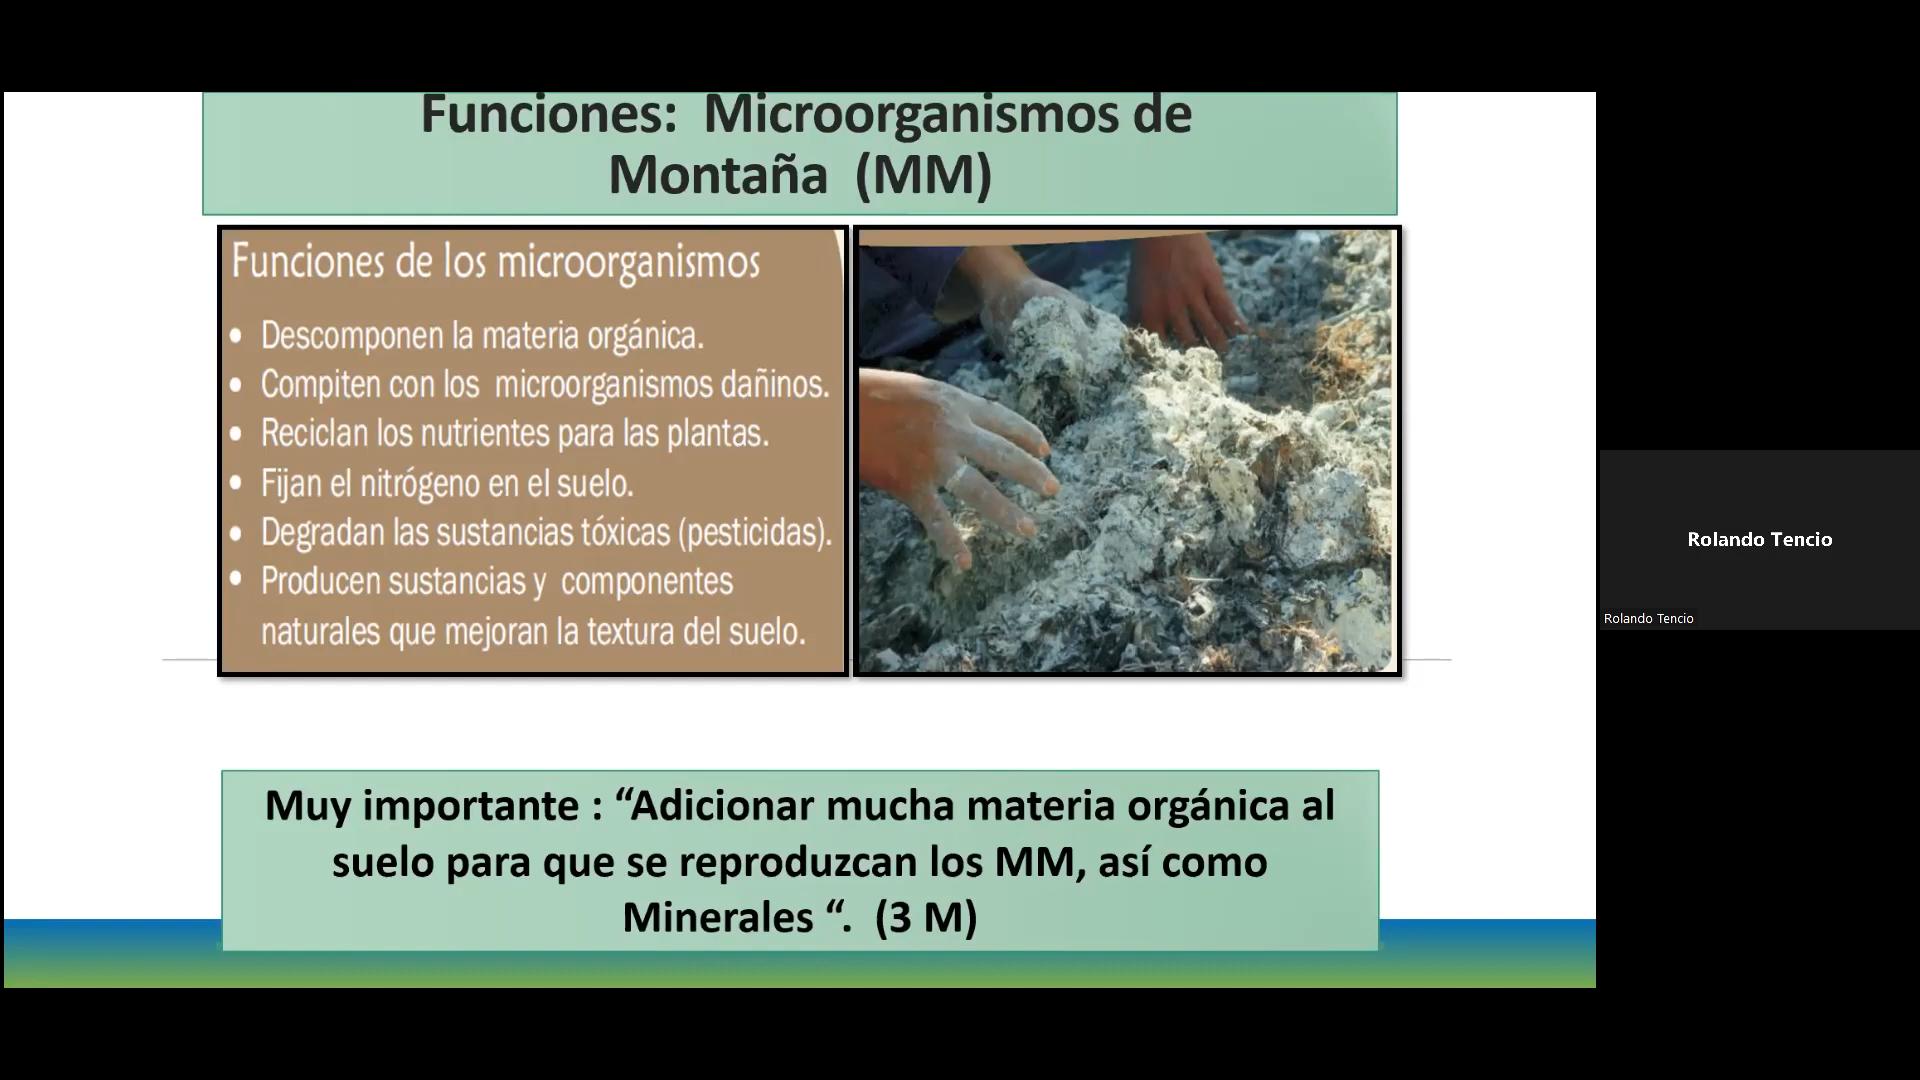 Funciones: Microorganismos de
Montaña (MM)
Funciones de los microorganismos
• Descomponen la materia orgánica.
• Compiten con los microorganismos dañinos.
• Reciclan los nutrientes para las plantas.
• Fijan el nitrógeno en el suelo.
• Degradan las sustancias tóxicas (pesticidas).
• Producen sustancias y componentes
naturales que mejoran la textura del suelo.
Muy importante : “Adicionar mucha materia orgánica al
suelo para que se reproduzcan los MM, así como
Minerales “. (3 M)
Rolando Tencio
Rolando Tencio